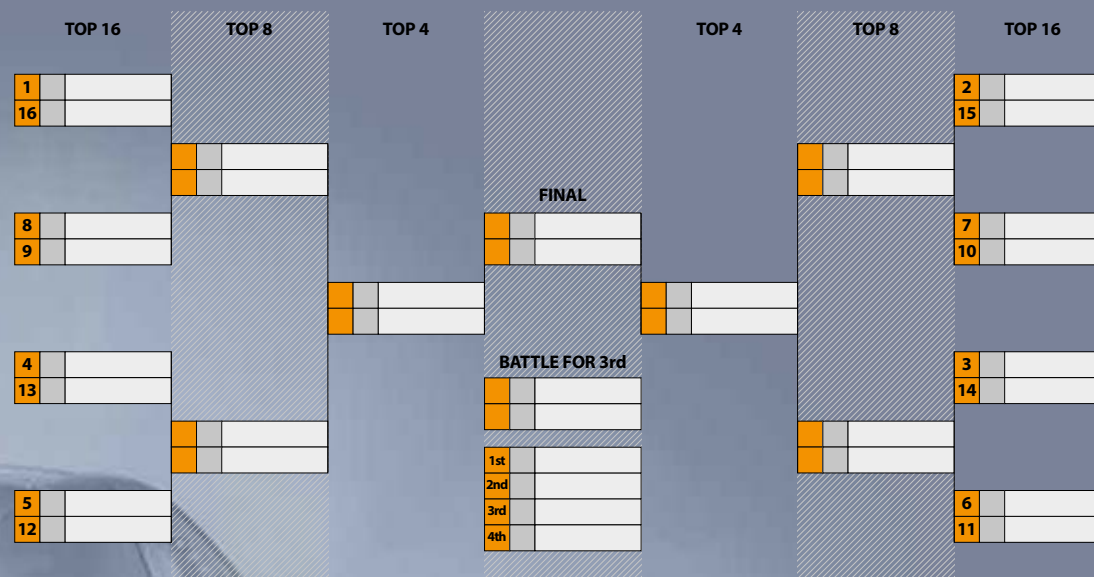 TOP 16 TOP 8 TOP 4 TOP 4 TOP 8 TOP 16
1 2
16 15
FINAL
8 7
9 10
4 BATTLE FOR 3rd 3
13 14
1st
2nd
5 3rd 6
12 4th 11